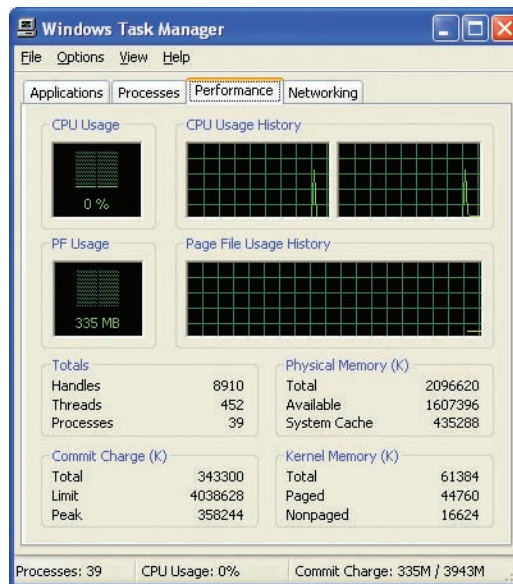 Windows Task Manager
File Options View Help
Applications Processes Performance Networking
CPU Usage CPU Usage History
0 %
PF Usage Page File Usage History
335 MB
Totals
Handles 8910
Threads 452
Processes 39
Physical Memory (K)
Total 2096620
Available 1607396
System Cache 435288
Commit Charge (K)
Total 343300
Limit 4038628
Peak 358244
Kernel Memory (K)
Total 61384
Paged 44760
Nonpaged 16624
Processes: 39 CPU Usage: 0% Commit Charge: 335M / 3943M